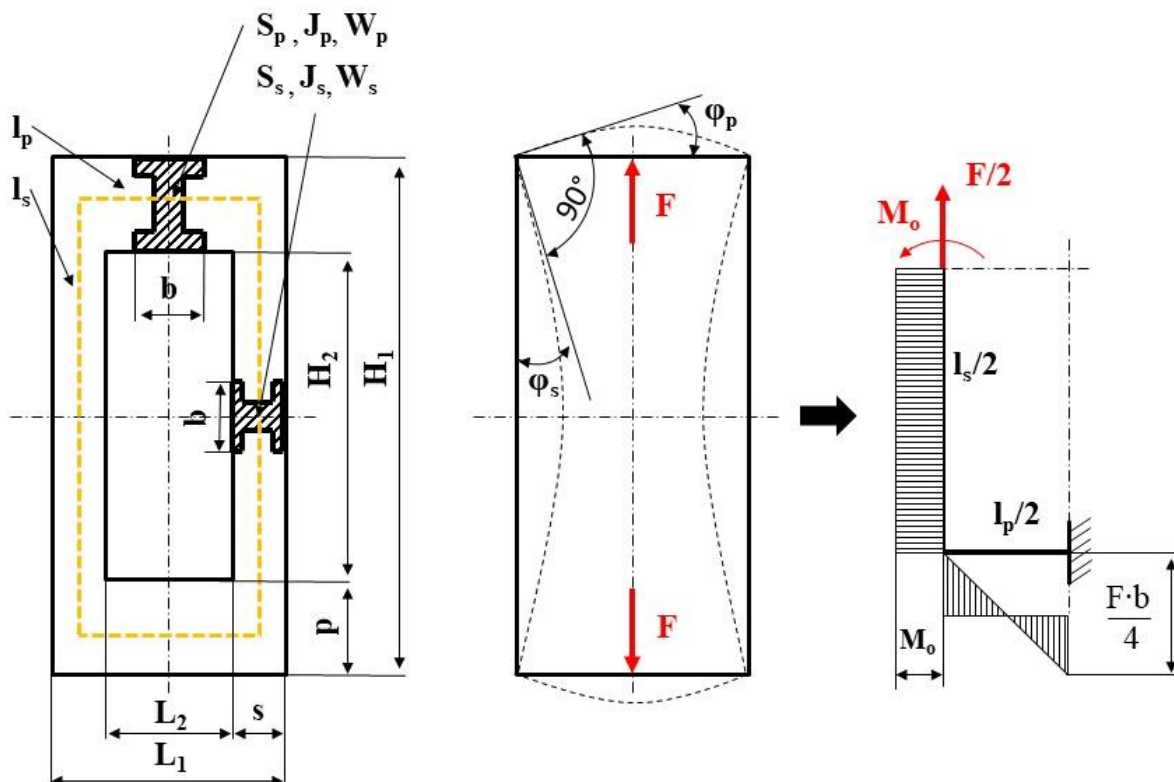 Sₚ , Jₚ, Wₚ
Sₛ, Jₛ, Wₛ
lₚ
lₛ
b
b
H₂
H₁
p
L₂
s
L₁
φₚ
90°
φₛ
F
F
F/2
Mₒ
lₛ/2
lₚ/2
F·b
4
Mₒ